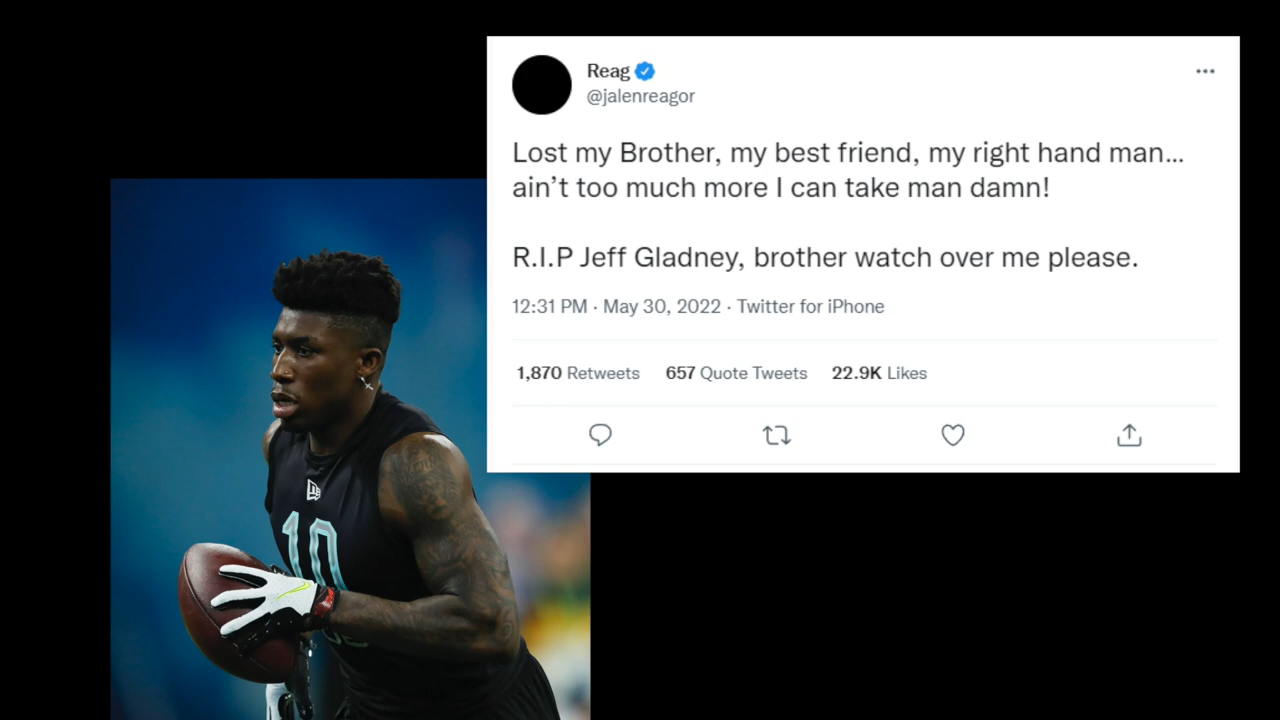 Reag
@jalenreagor
Lost my Brother, my best friend, my right hand man...
ain’t too much more I can take man damn!
R.I.P Jeff Gladney, brother watch over me please.
12:31 PM · May 30, 2022 · Twitter for iPhone
1,870 Retweets 657 Quote Tweets 22.9K Likes
10